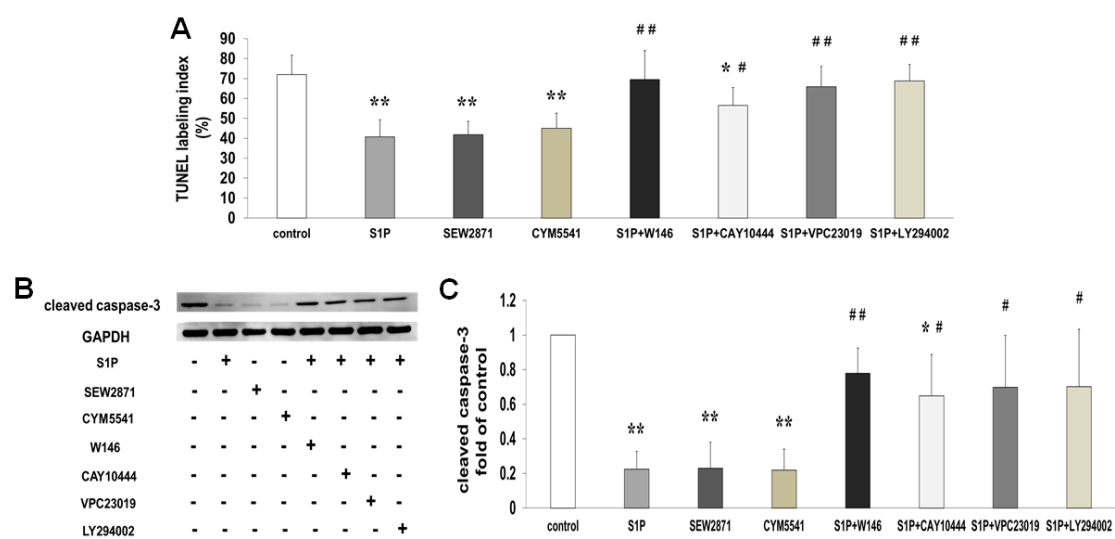 A
TUNEL labeling index
(%)
90
80
70
60
50
40
30
20
10
0
**
**
**
##
* #
##
##
control
S1P
SEW2871
CYM5541
S1P+W146
S1P+CAY10444
S1P+VPC23019
S1P+LY294002
B
cleaved caspase-3
GAPDH
S1P - + - - + + + +
SEW2871 - - + - - - - -
CYM5541 - - - + - - - -
W146 - - - - + - - -
CAY10444 - - - - - + - -
VPC23019 - - - - - - + -
LY294002 - - - - - - - +
C
cleaved caspase-3
fold of control
1.2
1
0.8
0.6
0.4
0.2
0
**
**
**
##
* #
#
#
control
S1P
SEW2871
CYM5541
S1P+W146
S1P+CAY10444
S1P+VPC23019
S1P+LY294002